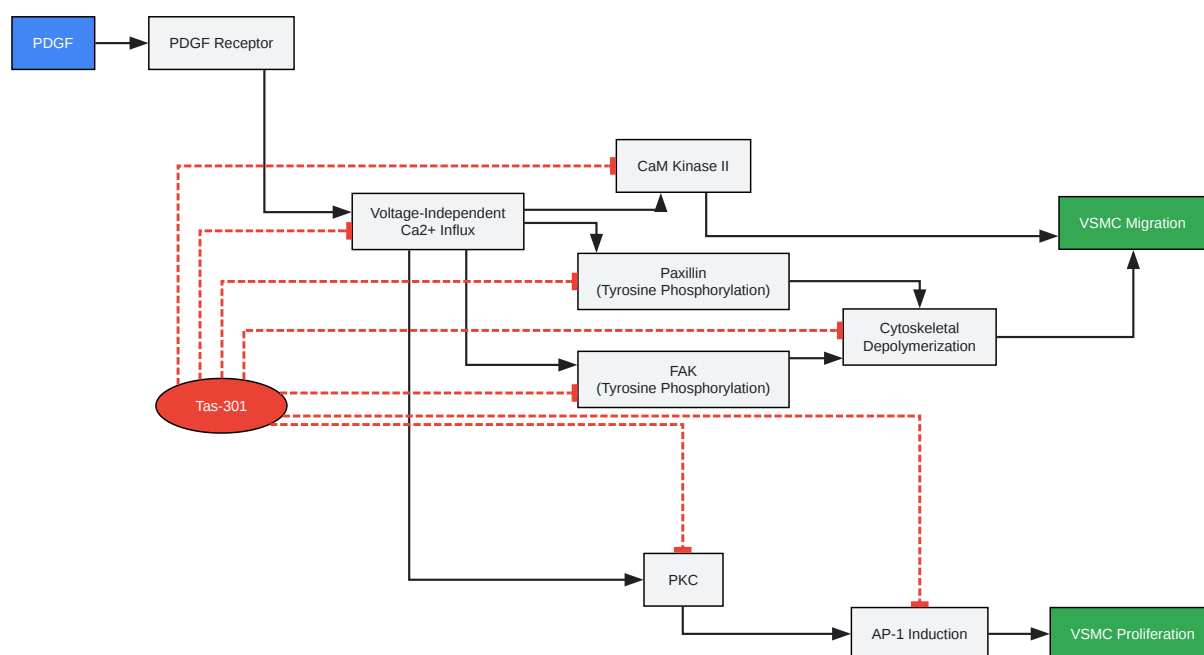 PDGF
PDGF Receptor
CaM Kinase II
Voltage-Independent
Ca2+ Influx
VSMC Migration
Paxillin
(Tyrosine Phosphorylation)
Cytoskeletal
Depolymerization
FAK
(Tyrosine Phosphorylation)
Tas-301
PKC
AP-1 Induction
VSMC Proliferation